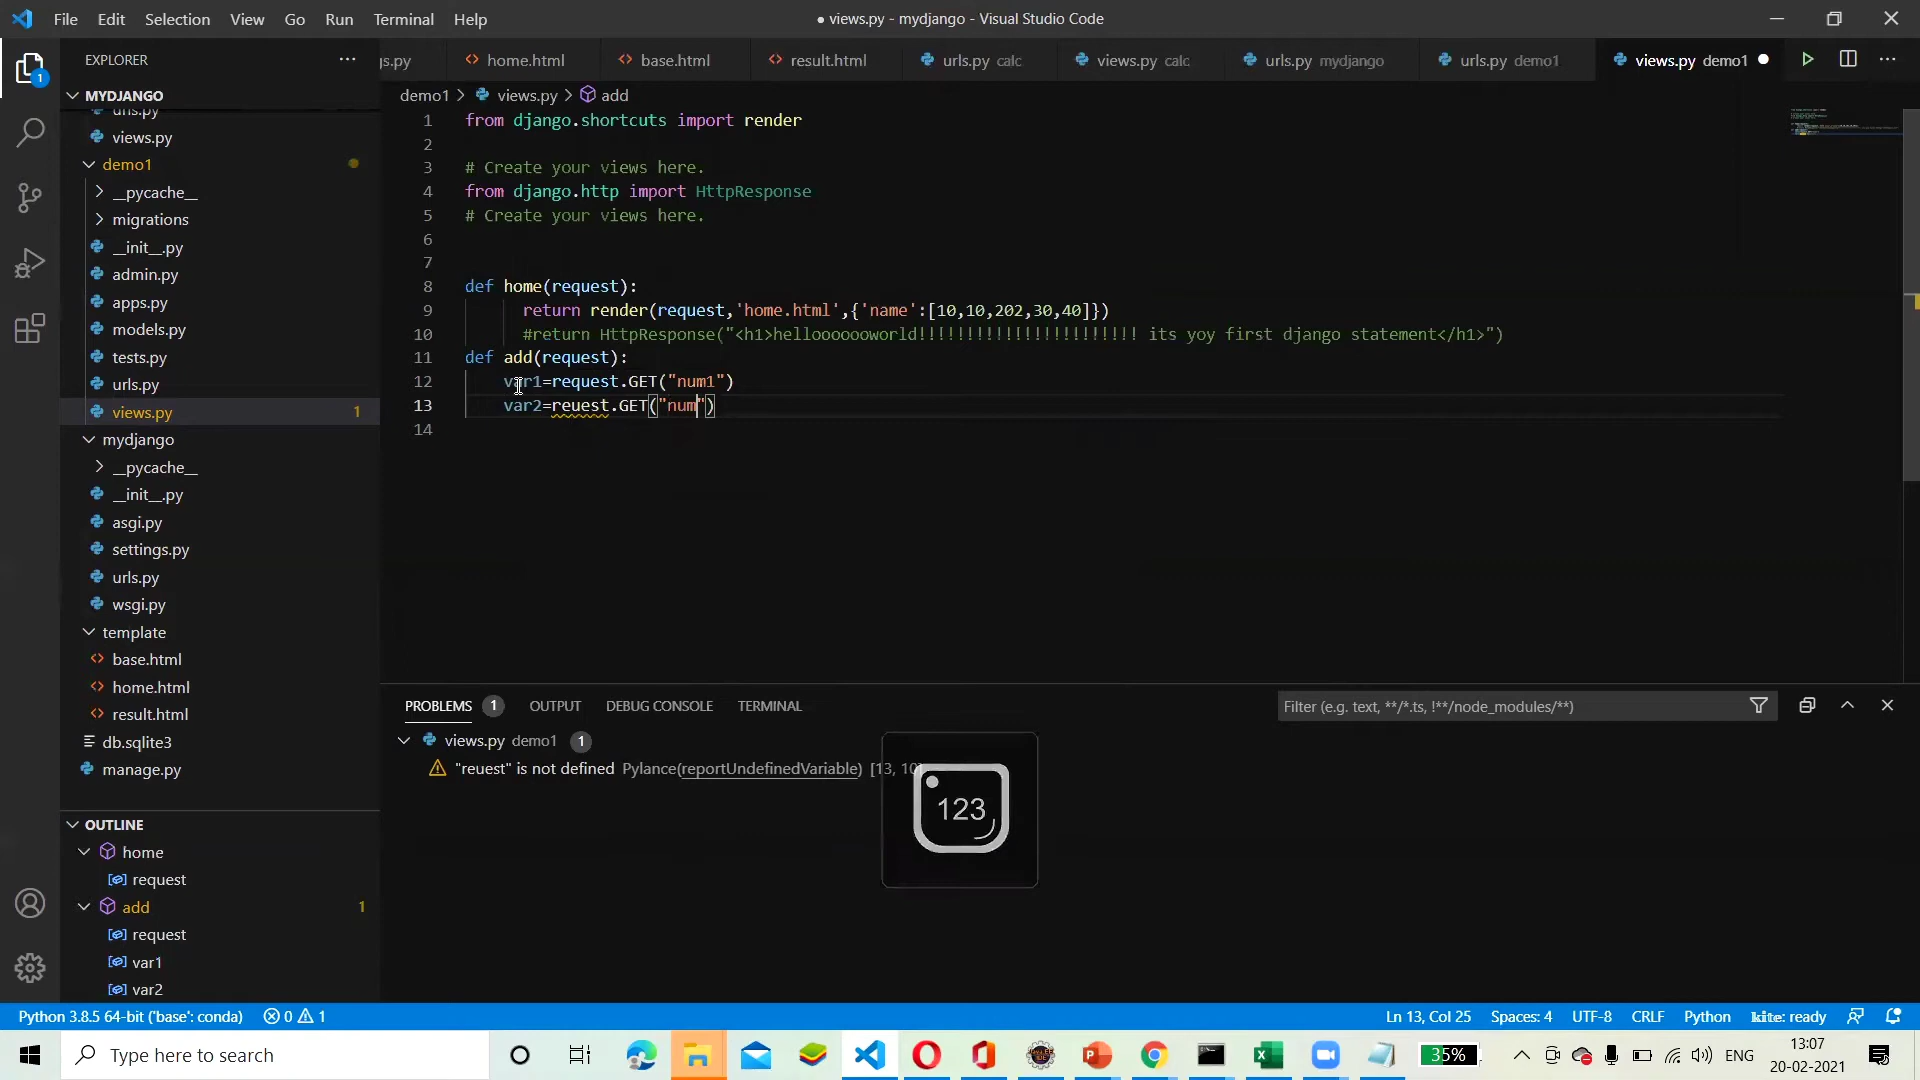 File Edit Selection View Go Run Terminal Help
● views.py - mydjango - Visual Studio Code
EXPLORER
gs.py home.html base.html result.html urls.py calc views.py calc urls.py mydjango urls.py demo1 views.py demo1
MYDJANGO
demo1 > views.py > add
urls.py
views.py
demo1
__pycache__
migrations
__init__.py
admin.py
apps.py
models.py
tests.py
urls.py
views.py 1
mydjango
__pycache__
__init__.py
asgi.py
settings.py
urls.py
wsgi.py
template
base.html
home.html
result.html
db.sqlite3
manage.py
OUTLINE
home
request
add 1
request
var1
var2
1 from django.shortcuts import render
2
3 # Create your views here.
4 from django.http import HttpResponse
5 # Create your views here.
6
7
8 def home(request):
9 return render(request,'home.html',{'name':[10,10,202,30,40]})
10 #return HttpResponse("<h1>hellooooooworld!!!!!!!!!!!!!!!!!!!!!!! its yoy first django statement</h1>")
11 def add(request):
12 var1=request.GET("num1")
13 var2=reuest.GET("num")
14
PROBLEMS 1 OUTPUT DEBUG CONSOLE TERMINAL
Filter (e.g. text, **/*.ts, !**/node_modules/**)
views.py demo1 1
"reuest" is not defined Pylance(reportUndefinedVariable) [13, 10]
123
Python 3.8.5 64-bit ('base': conda) 0 1
Ln 13, Col 25 Spaces: 4 UTF-8 CRLF Python kite: ready
Type here to search
35%
ENG
13:07
20-02-2021